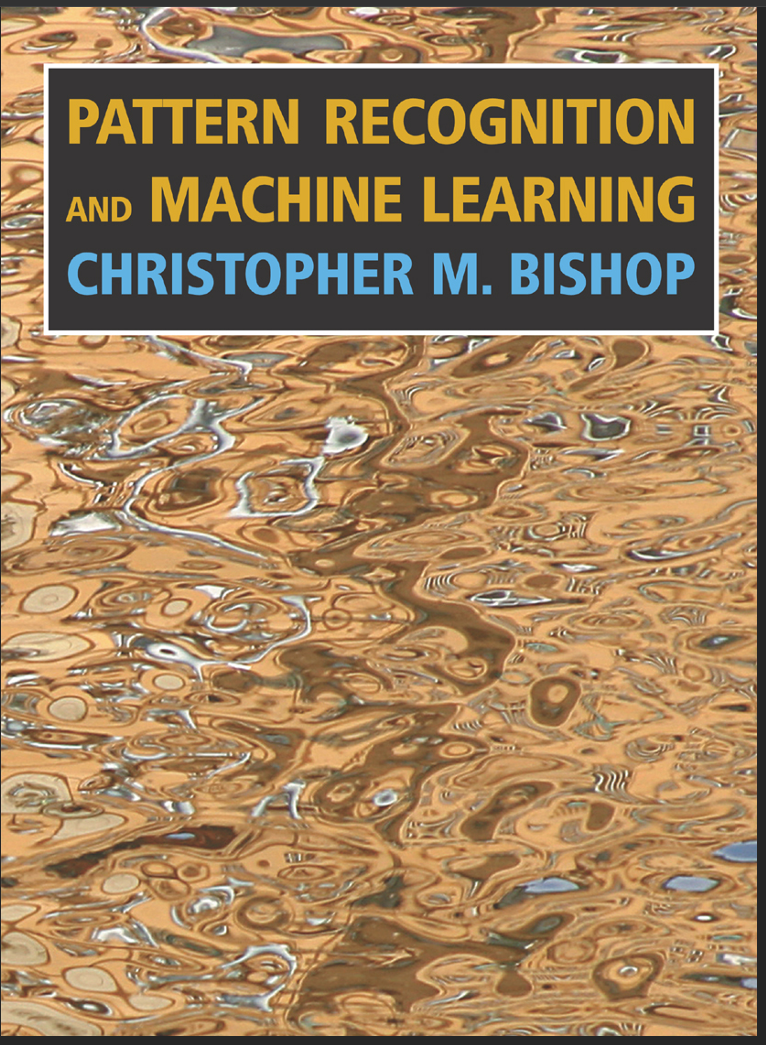 PATTERN RECOGNITION
AND MACHINE LEARNING
CHRISTOPHER M. BISHOP